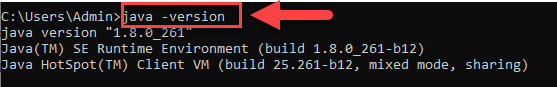 C:\Users\Admin>java -version
java version "1.8.0_261"
Java(TM) SE Runtime Environment (build 1.8.0_261-b12)
Java HotSpot(TM) Client VM (build 25.261-b12, mixed mode, sharing)